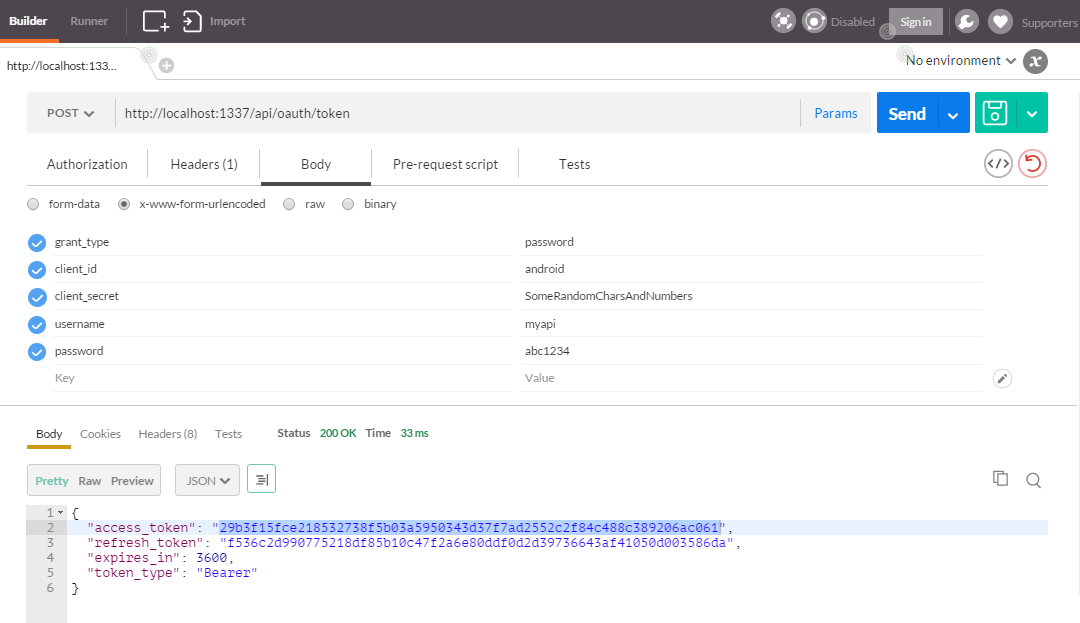 Builder Runner Import Disabled Sign in Supporters
http://localhost:133... No environment
POST http://localhost:1337/api/oauth/token Params Send
Authorization Headers (1) Body Pre-request script Tests
form-data x-www-form-urlencoded raw binary
grant_type password
client_id android
client_secret SomeRandomCharsAndNumbers
username myapi
password abc1234
Key Value
Body Cookies Headers (8) Tests Status 200 OK Time 33 ms
Pretty Raw Preview JSON
1 {
2 "access_token": "29b3f15fce218532738f5b03a5950343d37f7ad2552c2f84c488c389206ac061",
3 "refresh_token": "f536c2d990775218df85b10c47f2a6e80ddf0d2d39736643af41050d003586da",
4 "expires_in": 3600,
5 "token_type": "Bearer"
6 }